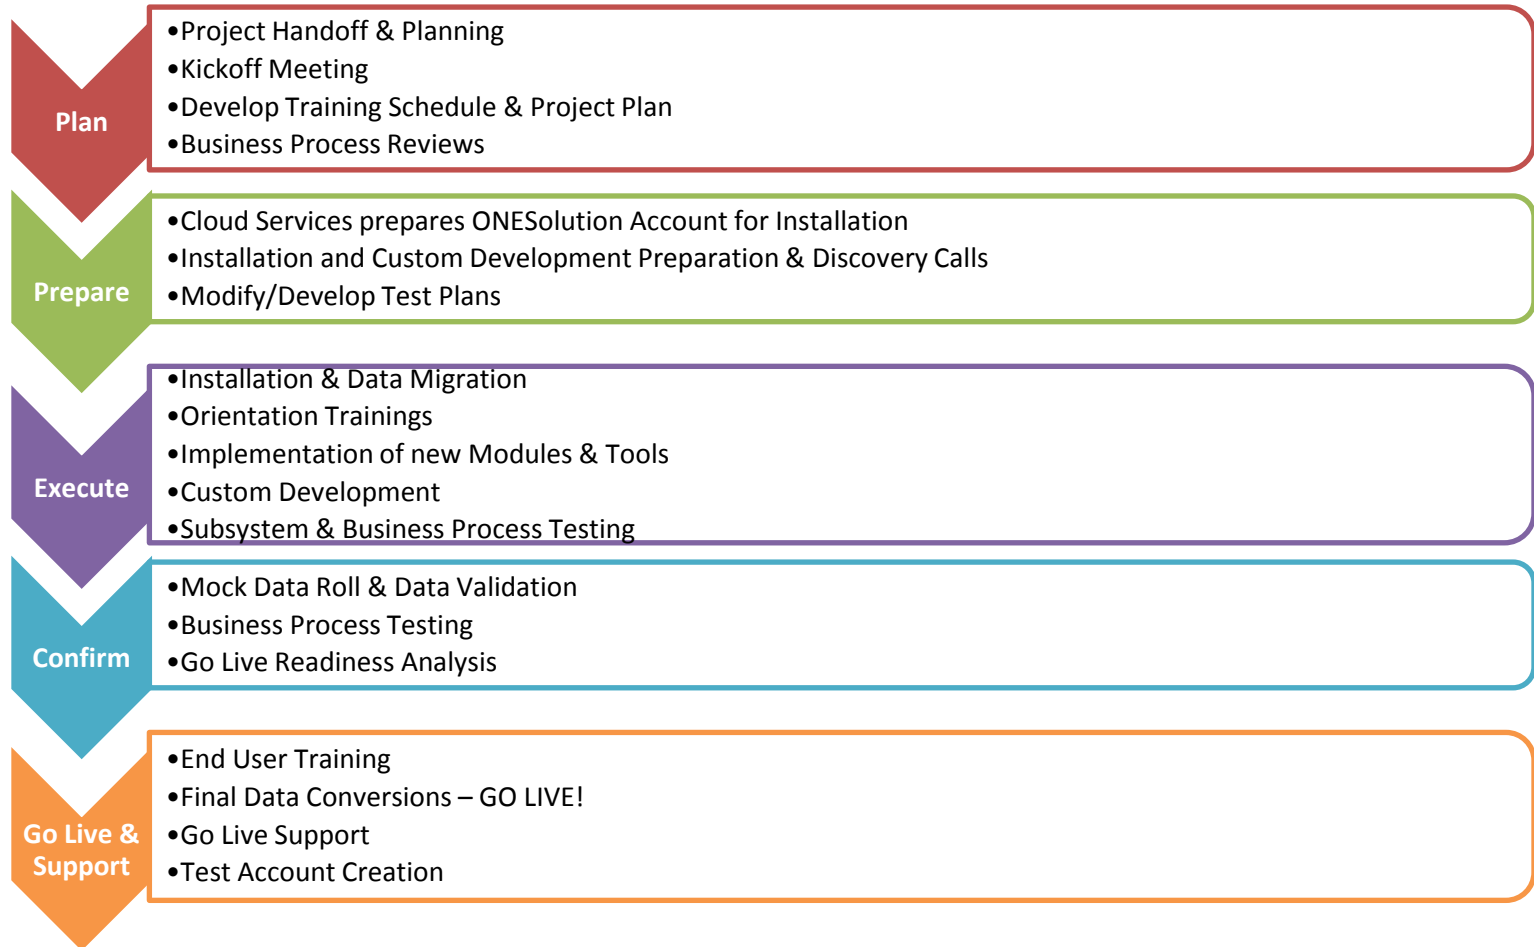 Plan
•Project Handoff & Planning
•Kickoff Meeting
•Develop Training Schedule & Project Plan
•Business Process Reviews
Prepare
•Cloud Services prepares ONESolution Account for Installation
•Installation and Custom Development Preparation & Discovery Calls
•Modify/Develop Test Plans
Execute
•Installation & Data Migration
•Orientation Trainings
•Implementation of new Modules & Tools
•Custom Development
•Subsystem & Business Process Testing
Confirm
•Mock Data Roll & Data Validation
•Business Process Testing
•Go Live Readiness Analysis
Go Live &
Support
•End User Training
•Final Data Conversions – GO LIVE!
•Go Live Support
•Test Account Creation